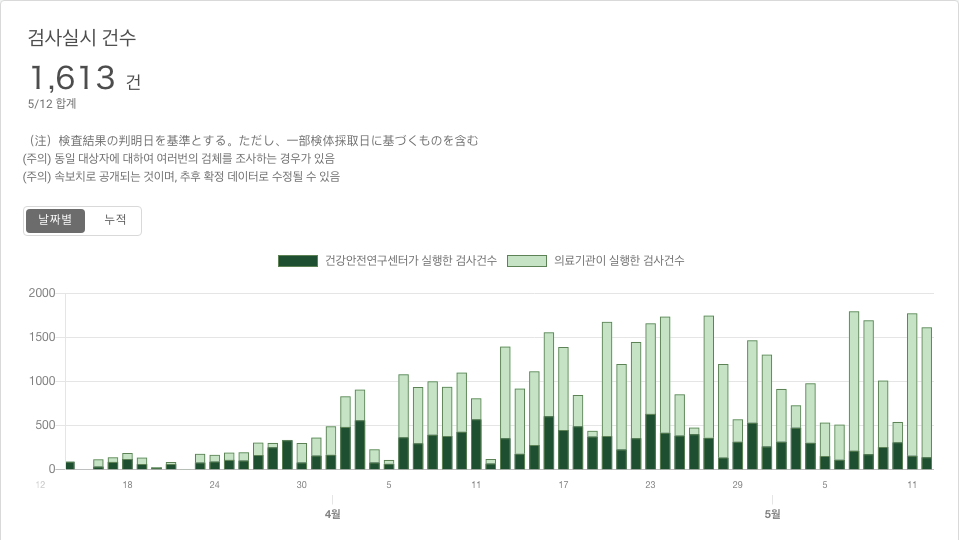 검사실시 건수
1,613 건
5/12 합계
（注）検査結果の判明日を基準とする。ただし、一部検体採取日に基づくものを含む
(주의) 동일 대상자에 대하여 여러번의 검체를 조사하는 경우가 있음
(주의) 속보치로 공개되는 것이며, 추후 확정 데이터로 수정될 수 있음
날짜별 누적
건강안전연구센터가 실행한 검사건수 의료기관이 실행한 검사건수
2000
1500
1000
500
0
12 18 24 30 5 11 17 23 29 5 11
4월 5월